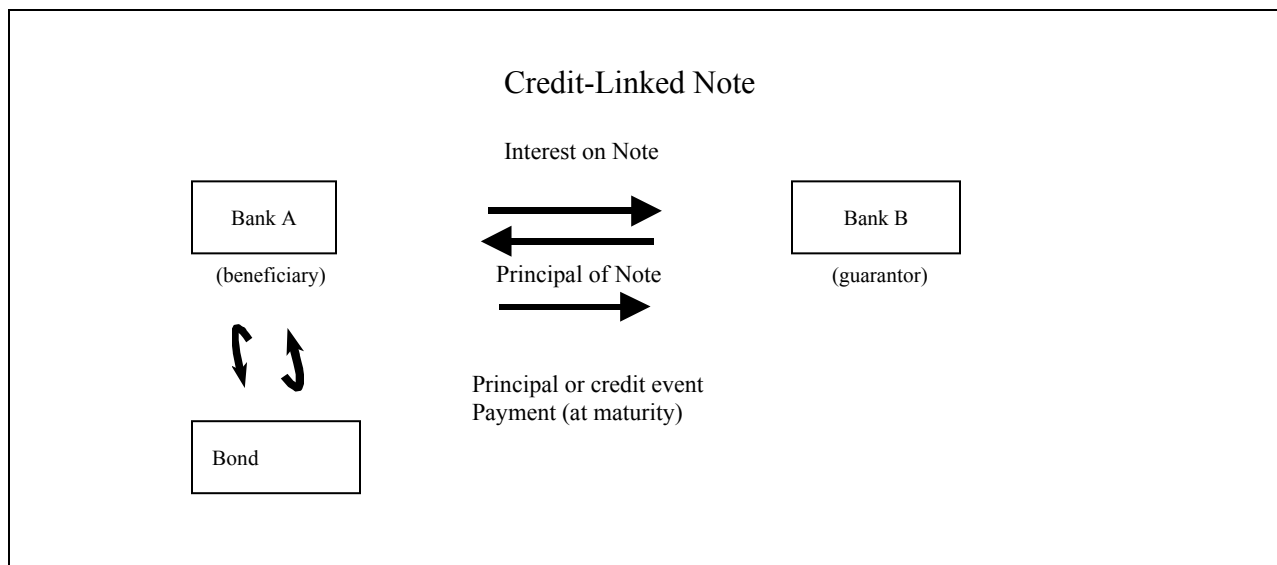 Credit-Linked Note
Interest on Note
Bank A
Bank B
(beneficiary)
Principal of Note
(guarantor)
Principal or credit event
Payment (at maturity)
Bond